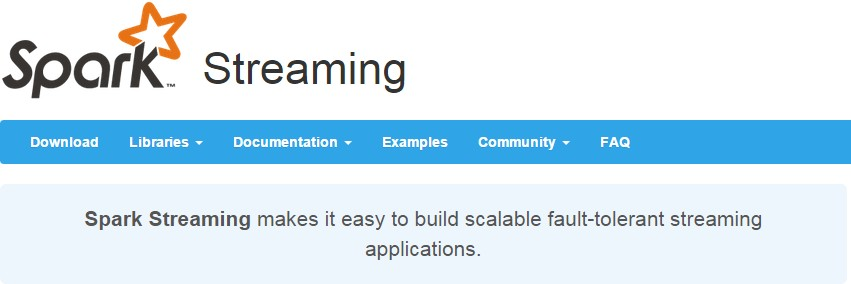 Spark™ Streaming
Download Libraries Documentation Examples Community FAQ
Spark Streaming makes it easy to build scalable fault-tolerant streaming
applications.